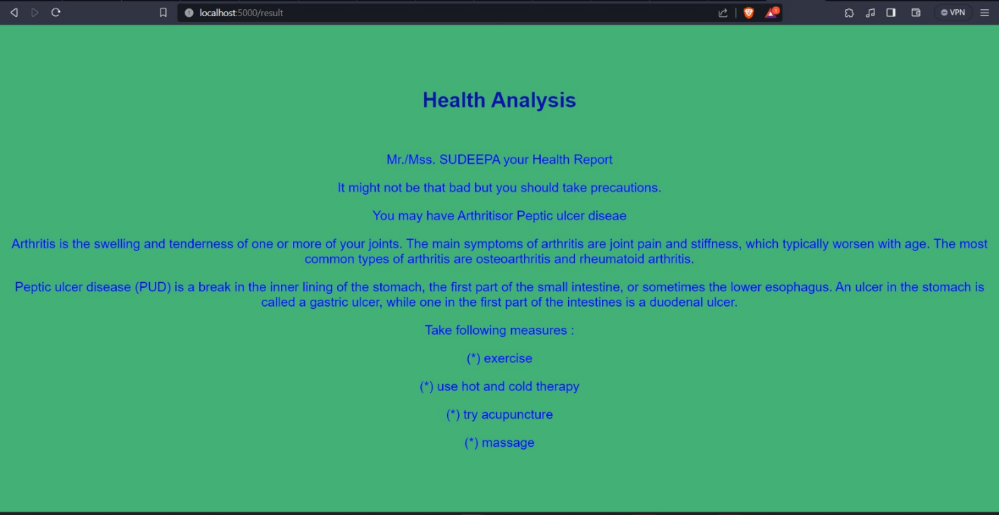 localhost:5000/result
1
VPN
Health Analysis
Mr./Mss. SUDEEPA your Health Report
It might not be that bad but you should take precautions.
You may have Arthritisor Peptic ulcer diseae
Arthritis is the swelling and tenderness of one or more of your joints. The main symptoms of arthritis are joint pain and stiffness, which typically worsen with age. The most
common types of arthritis are osteoarthritis and rheumatoid arthritis.
Peptic ulcer disease (PUD) is a break in the inner lining of the stomach, the first part of the small intestine, or sometimes the lower esophagus. An ulcer in the stomach is
called a gastric ulcer, while one in the first part of the intestines is a duodenal ulcer.
Take following measures :
(*) exercise
(*) use hot and cold therapy
(*) try acupuncture
(*) massage